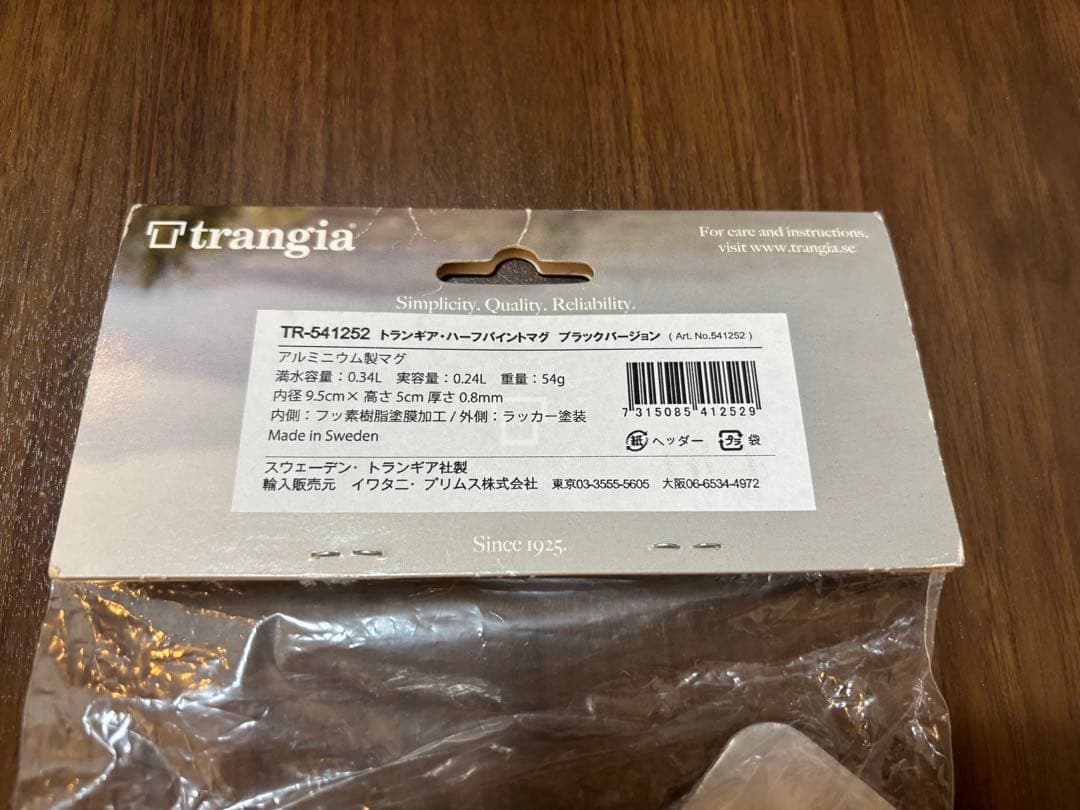 trangia
For care and instructions,
visit www.trangia.se
Simplicity. Quality. Reliability.
TR-541252 トランギア・ハーフパイントマグ ブラックバージョン ( Art. No.541252 )
アルミニウム製マグ
満水容量：0.34L 実容量：0.24L 重量：54g
内径 9.5cm× 高さ 5cm 厚さ 0.8mm
内側：フッ素樹脂塗膜加工 / 外側：ラッカー塗装
Made in Sweden
7 315085 412529
紙 ヘッダー プラ 袋
スウェーデン・トランギア社製
輸入販売元 イワタニ・プリムス株式会社 東京03-3555-5605 大阪06-6534-4972
Since 1925.